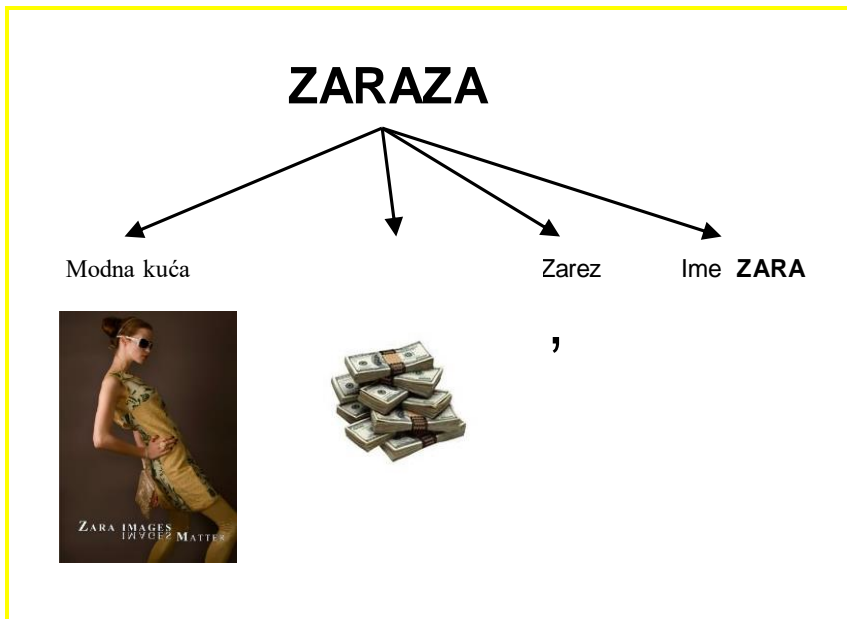 ZARAZA
Modna kuća
Zarez
Ime ZARA
,
ZARA IMAGES
IMAGES MATTER